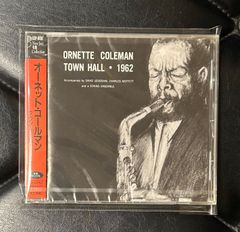 ORNETTE COLEMAN
TOWN HALL • 1962
Accompanied by DAVID IZENZON, CHARLES MOFFETT
and a STRING ENSEMBLE
オーネット・コールマン